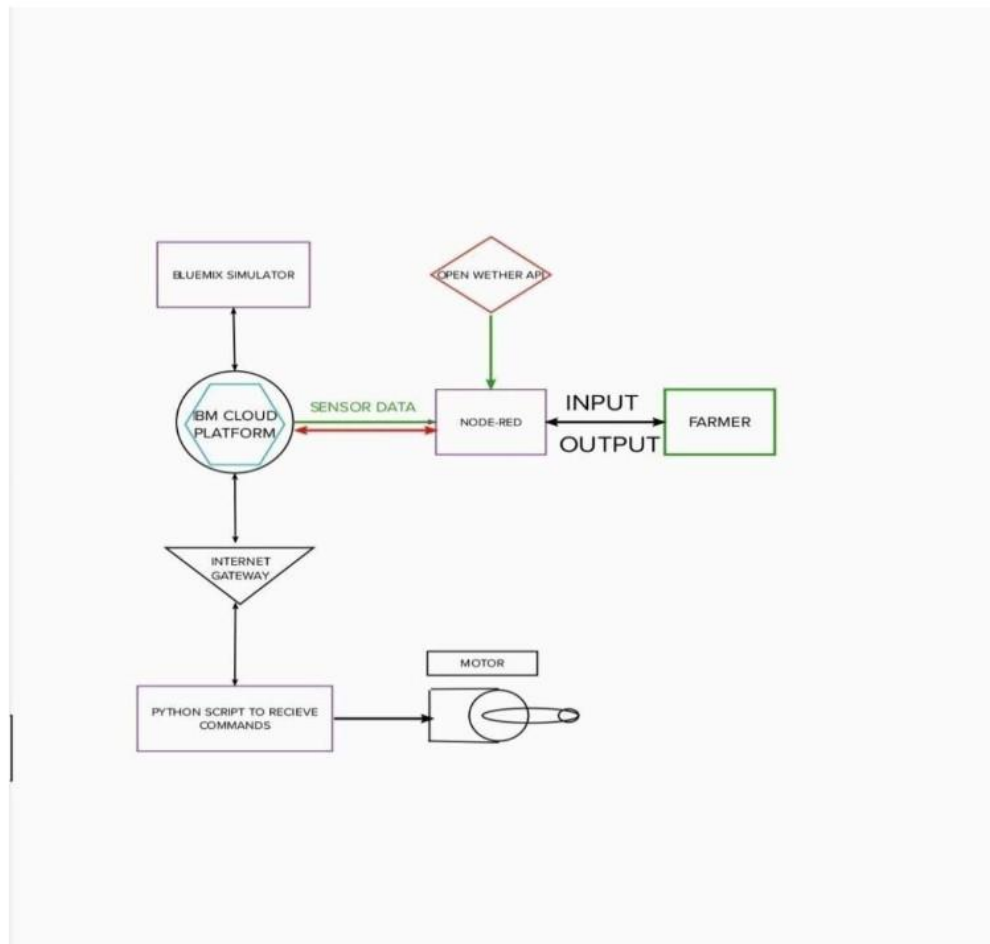 BLUEMIX SIMULATOR
OPEN WETHER API
IBM CLOUD
PLATFORM
SENSOR DATA
NODE-RED
INPUT
OUTPUT
FARMER
INTERNET
GATEWAY
MOTOR
PYTHON SCRIPT TO RECIEVE
COMMANDS